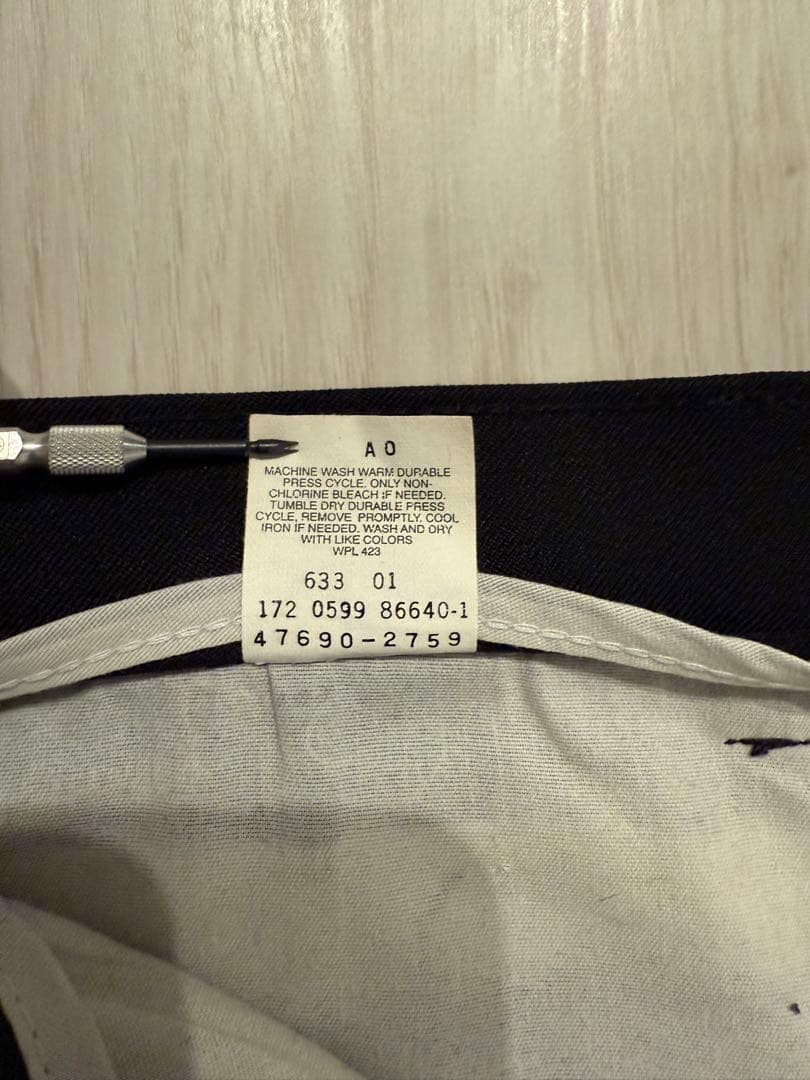 A 0
MACHINE WASH WARM DURABLE
PRESS CYCLE. ONLY NON-
CHLORINE BLEACH IF NEEDED.
TUMBLE DRY DURABLE PRESS
CYCLE, REMOVE PROMPTLY. COOL
IRON IF NEEDED. WASH AND DRY
WITH LIKE COLORS
WPL 423
633 01
172 0599 86640-1
47690-2759